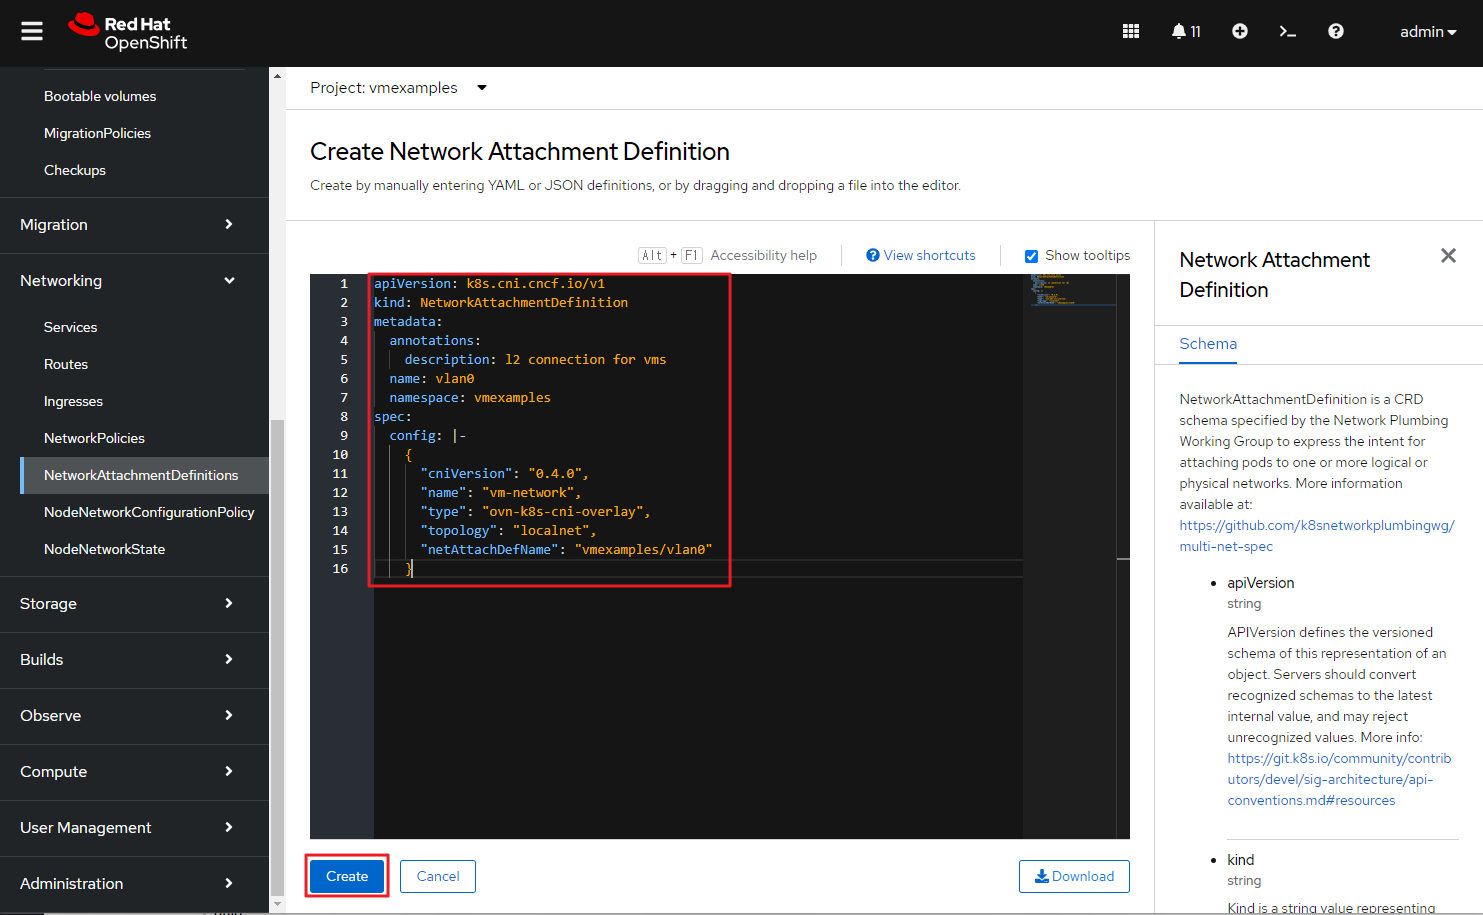 Red Hat
OpenShift
11
admin
Bootable volumes
MigrationPolicies
Checkups
Migration
Networking
Services
Routes
Ingresses
NetworkPolicies
NetworkAttachmentDefinitions
NodeNetworkConfigurationPolicy
NodeNetworkState
Storage
Builds
Observe
Compute
User Management
Administration
Project: vmexamples
Create Network Attachment Definition
Create by manually entering YAML or JSON definitions, or by dragging and dropping a file into the editor.
Alt + F1 Accessibility help
View shortcuts
Show tooltips
1 apiVersion: k8s.cni.cncf.io/v1
2 kind: NetworkAttachmentDefinition
3 metadata:
4 annotations:
5 description: l2 connection for vms
6 name: vlan0
7 namespace: vmexamples
8 spec:
9 config: |-
10 {
11 "cniVersion": "0.4.0",
12 "name": "vm-network",
13 "type": "ovn-k8s-cni-overlay",
14 "topology": "localnet",
15 "netAttachDefName": "vmexamples/vlan0"
16 }
Create
Cancel
Download
Network Attachment
Definition
Schema
NetworkAttachmentDefinition is a CRD
schema specified by the Network Plumbing
Working Group to express the intent for
attaching pods to one or more logical or
physical networks. More information
available at:
https://github.com/k8snetworkplumbingwg/
multi-net-spec
apiVersion
string
APIVersion defines the versioned
schema of this representation of an
object. Servers should convert
recognized schemas to the latest
internal value, and may reject
unrecognized values. More info:
https://git.k8s.io/community/contrib
utors/devel/sig-architecture/api-
conventions.md#resources
kind
string
Kind is a string value representing